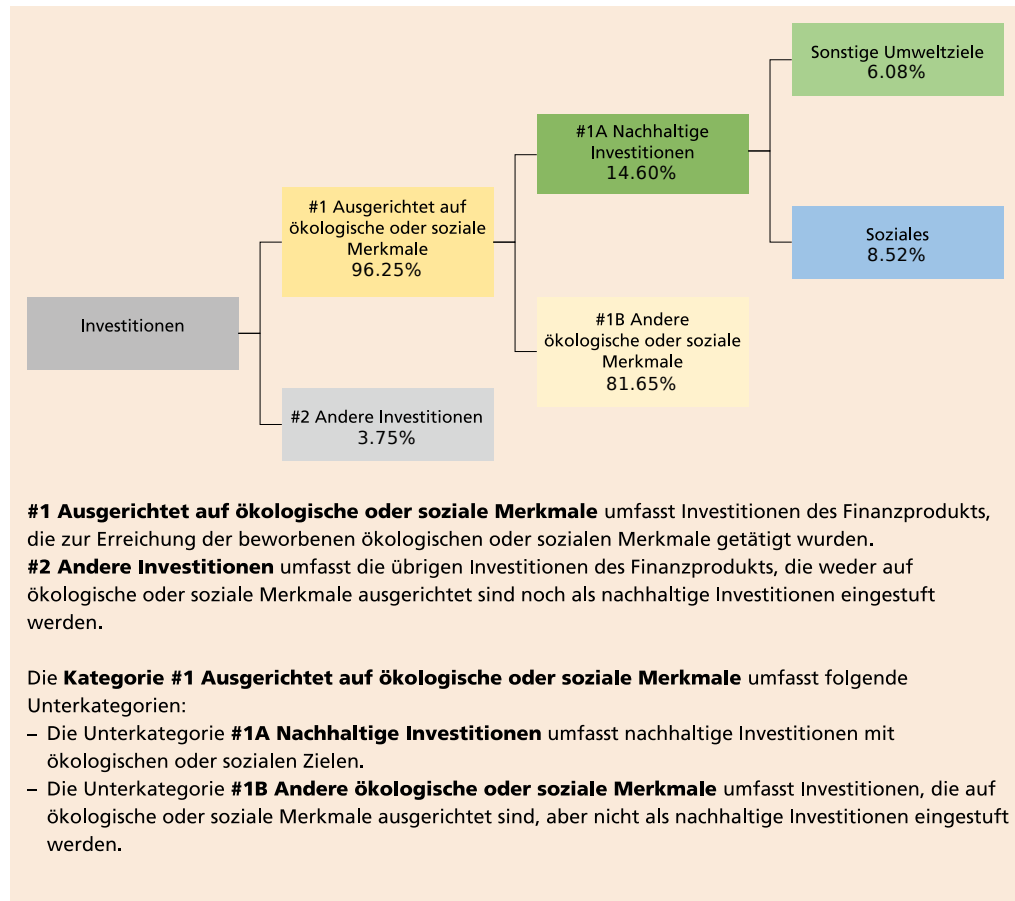 Sonstige Umweltziele
6.08%
#1A Nachhaltige
Investitionen
14.60%
#1 Ausgerichtet auf
ökologische oder soziale
Merkmale
96.25%
Soziales
8.52%
Investitionen
#1B Andere
ökologische oder soziale
Merkmale
81.65%
#2 Andere Investitionen
3.75%
#1 Ausgerichtet auf ökologische oder soziale Merkmale umfasst Investitionen des Finanzprodukts,
die zur Erreichung der beworbenen ökologischen oder sozialen Merkmale getätigt wurden.
#2 Andere Investitionen umfasst die übrigen Investitionen des Finanzprodukts, die weder auf
ökologische oder soziale Merkmale ausgerichtet sind noch als nachhaltige Investitionen eingestuft
werden.
Die Kategorie #1 Ausgerichtet auf ökologische oder soziale Merkmale umfasst folgende
Unterkategorien:
– Die Unterkategorie #1A Nachhaltige Investitionen umfasst nachhaltige Investitionen mit
ökologischen oder sozialen Zielen.
– Die Unterkategorie #1B Andere ökologische oder soziale Merkmale umfasst Investitionen, die auf
ökologische oder soziale Merkmale ausgerichtet sind, aber nicht als nachhaltige Investitionen eingestuft
werden.